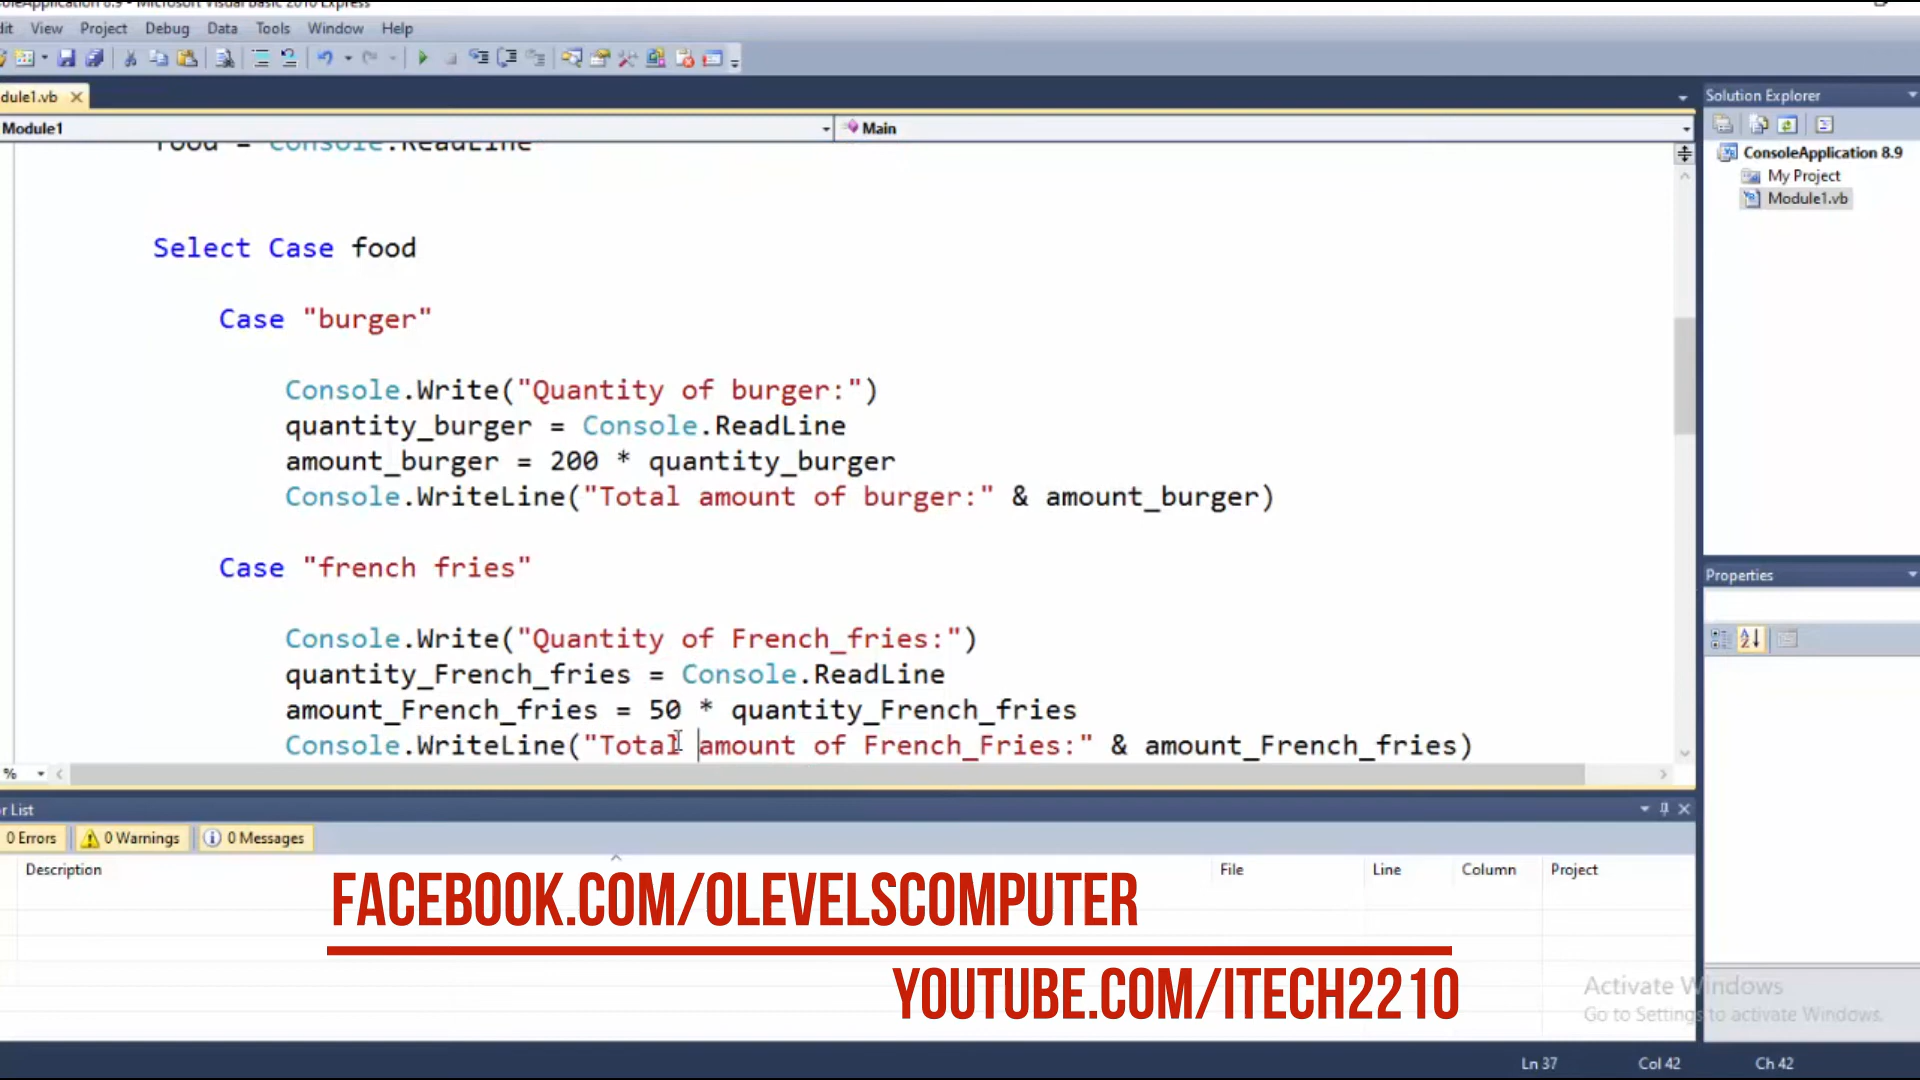 View Project Debug Data Tools Window Help
Module1
Main
food = Console.ReadLine
Select Case food
Case "burger"
Console.Write("Quantity of burger:")
quantity_burger = Console.ReadLine
amount_burger = 200 * quantity_burger
Console.WriteLine("Total amount of burger:" & amount_burger)
Case "french fries"
Console.Write("Quantity of French_fries:")
quantity_French_fries = Console.ReadLine
amount_French_fries = 50 * quantity_French_fries
Console.WriteLine("Total amount of French_Fries:" & amount_French_fries)
%
0 Errors 0 Warnings 0 Messages
Description File Line Column Project
FACEBOOK.COM/OLEVELSCOMPUTER
YOUTUBE.COM/ITECH2210
Solution Explorer
ConsoleApplication 8.9
My Project
Module1.vb
Properties
Activate Windows
Go to Settings to activate Windows.
Ln 37 Col 42 Ch 42